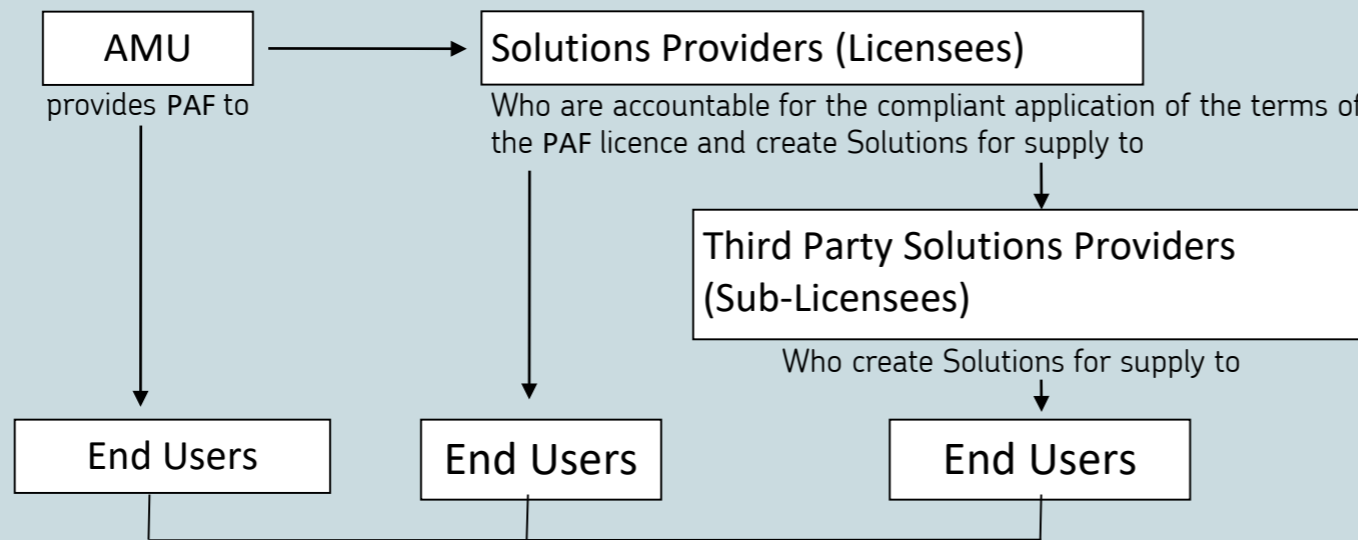 AMU
Solutions Providers (Licensees)
provides PAF to
Who are accountable for the compliant application of the terms of
the PAF licence and create Solutions for supply to
Third Party Solutions Providers
(Sub-Licensees)
Who create Solutions for supply to
End Users
End Users
End Users